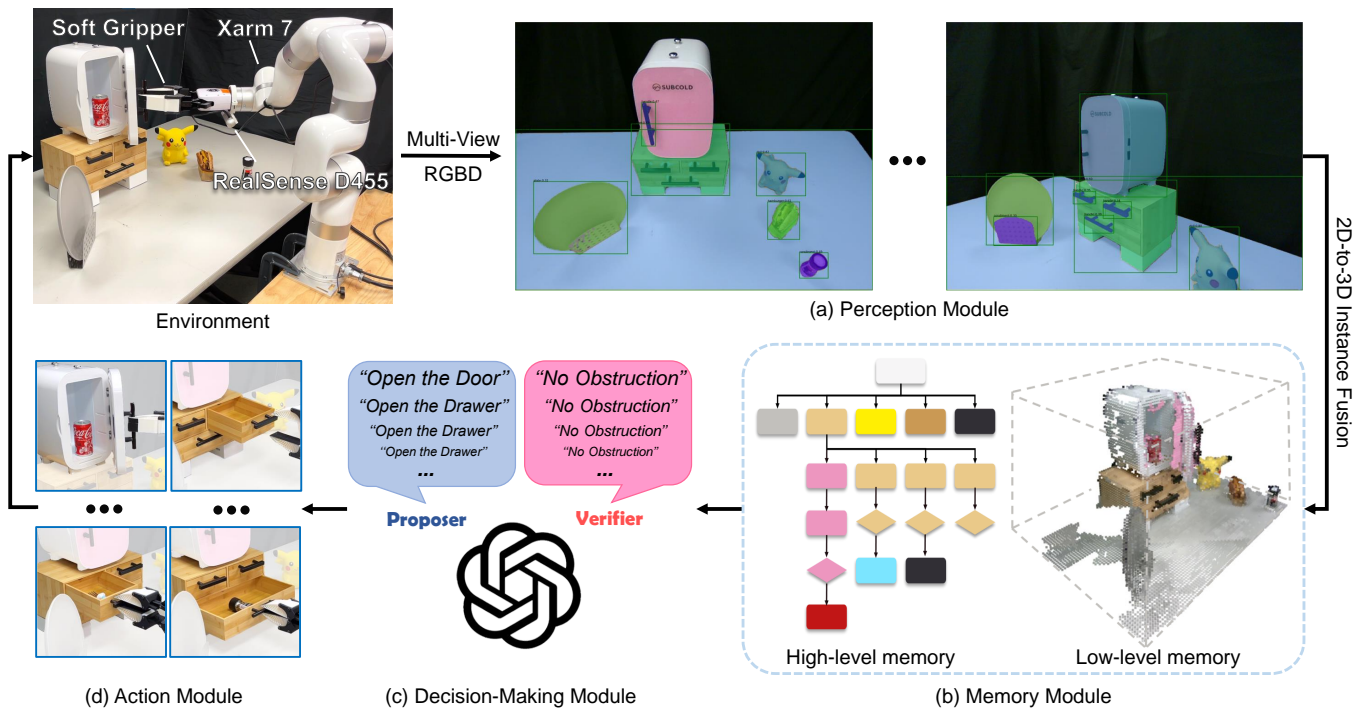 Soft Gripper
Xarm 7
RealSense D455
Environment
Multi-View
RGBD
SUBCOLD
SUBCOLD
(a) Perception Module
2D-to-3D Instance Fusion
“Open the Door”
“Open the Drawer”
“Open the Drawer”
“Open the Drawer”
...
Proposer
“No Obstruction”
“No Obstruction”
“No Obstruction”
“No Obstruction”
...
Verifier
High-level memory
Low-level memory
(d) Action Module
(c) Decision-Making Module
(b) Memory Module